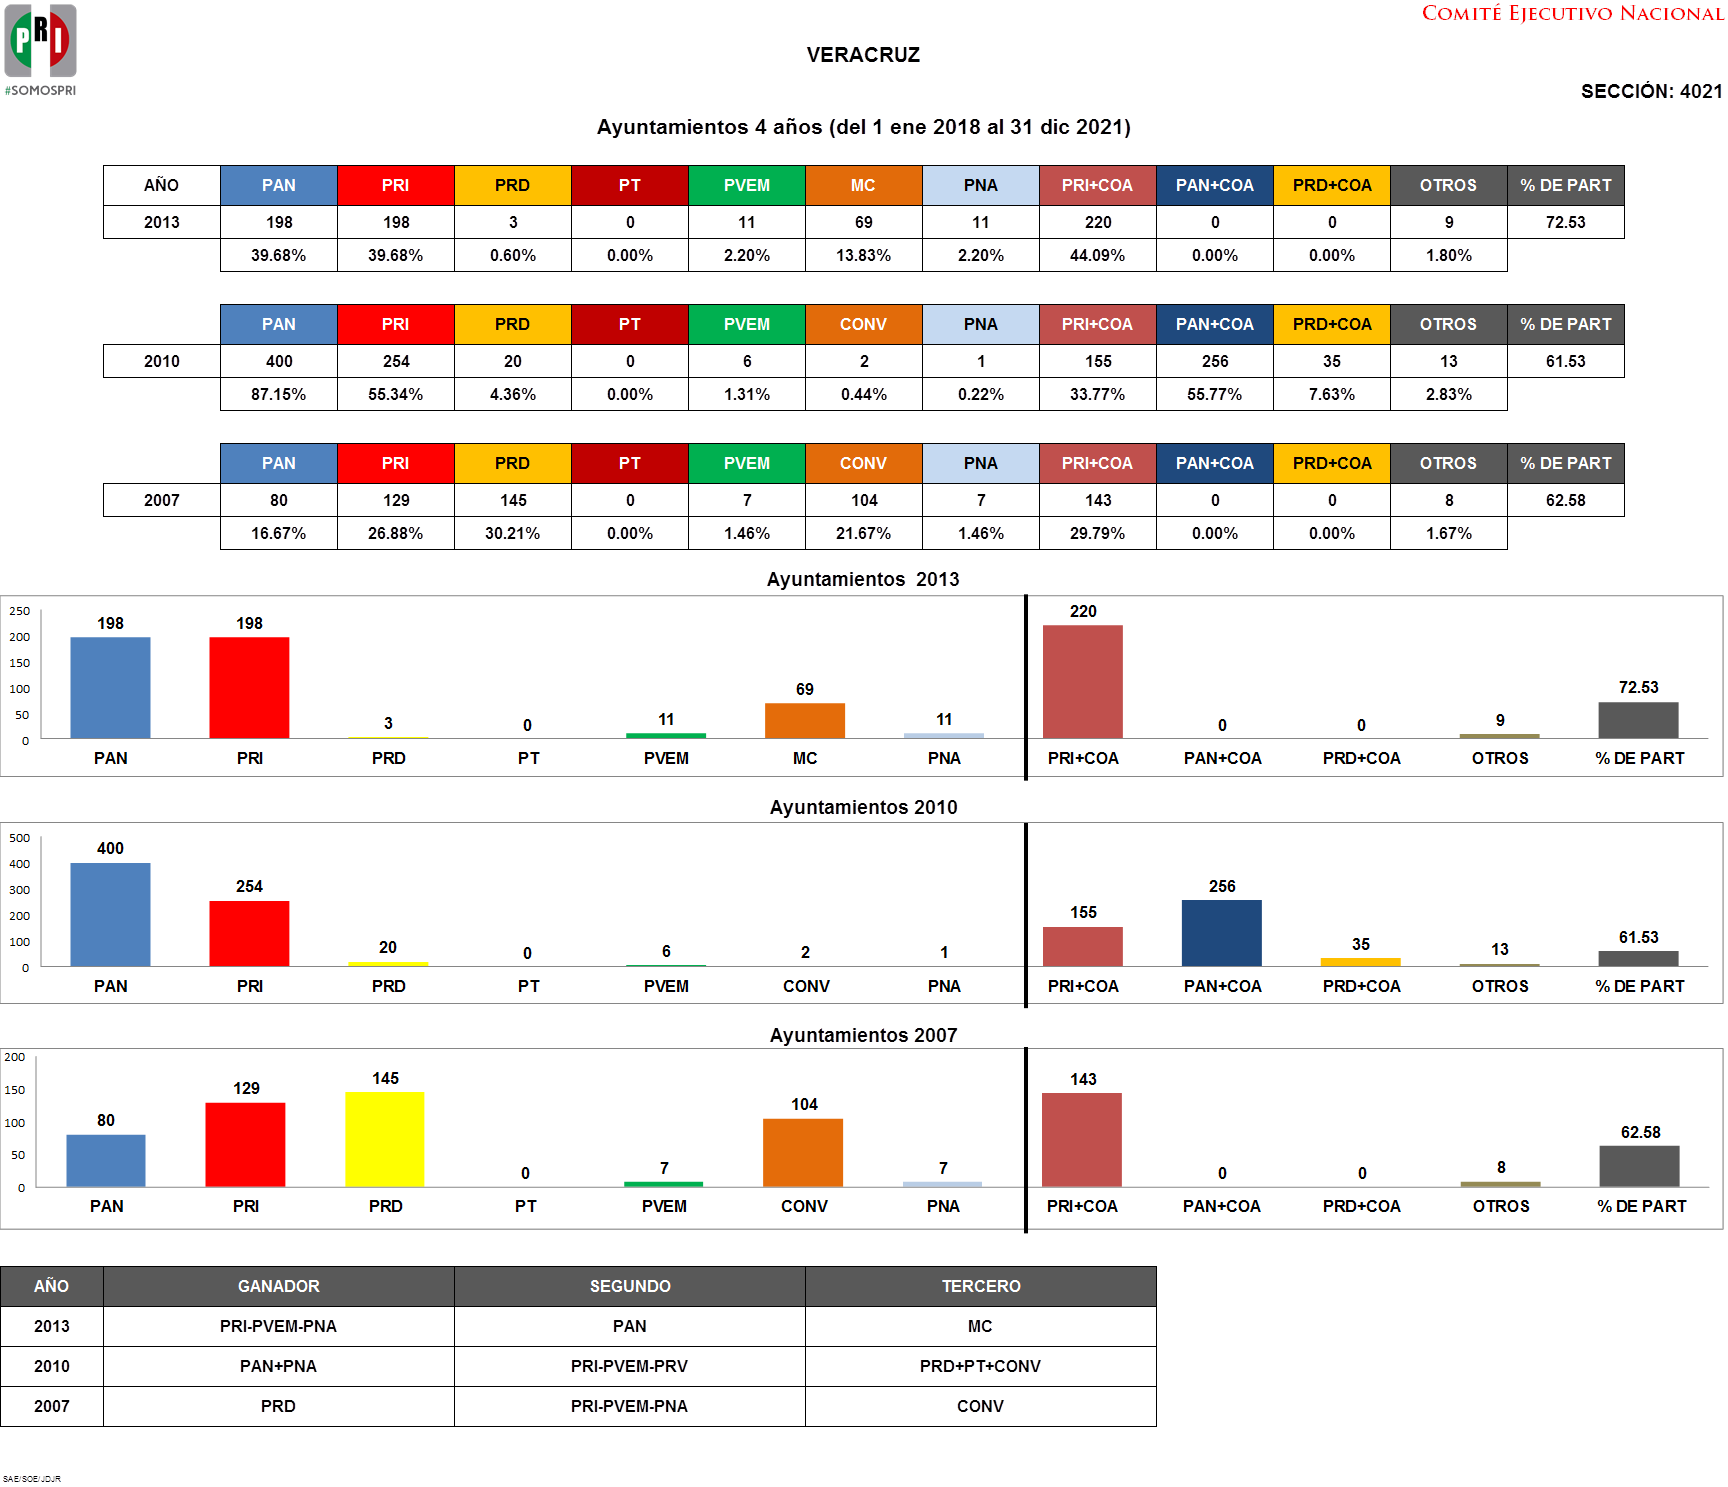 PRI
#SOMOSPRI
COMITÉ EJECUTIVO NACIONAL
VERACRUZ
SECCIÓN: 4021
Ayuntamientos 4 años (del 1 ene 2018 al 31 dic 2021)
AÑO PAN PRI PRD PT PVEM MC PNA PRI+COA PAN+COA PRD+COA OTROS % DE PART
2013 198 198 3 0 11 69 11 220 0 0 9 72.53
39.68% 39.68% 0.60% 0.00% 2.20% 13.83% 2.20% 44.09% 0.00% 0.00% 1.80%
PAN PRI PRD PT PVEM CONV PNA PRI+COA PAN+COA PRD+COA OTROS % DE PART
2010 400 254 20 0 6 2 1 155 256 35 13 61.53
87.15% 55.34% 4.36% 0.00% 1.31% 0.44% 0.22% 33.77% 55.77% 7.63% 2.83%
PAN PRI PRD PT PVEM CONV PNA PRI+COA PAN+COA PRD+COA OTROS % DE PART
2007 80 129 145 0 7 104 7 143 0 0 8 62.58
16.67% 26.88% 30.21% 0.00% 1.46% 21.67% 1.46% 29.79% 0.00% 0.00% 1.67%
Ayuntamientos 2013
250
200
150
100
50
0
198 198 3 0 11 69 11 220 0 0 9 72.53
PAN PRI PRD PT PVEM MC PNA PRI+COA PAN+COA PRD+COA OTROS % DE PART
Ayuntamientos 2010
500
400
300
200
100
0
400 254 20 0 6 2 1 155 256 35 13 61.53
PAN PRI PRD PT PVEM CONV PNA PRI+COA PAN+COA PRD+COA OTROS % DE PART
Ayuntamientos 2007
200
150
100
50
0
80 129 145 0 7 104 7 143 0 0 8 62.58
PAN PRI PRD PT PVEM CONV PNA PRI+COA PAN+COA PRD+COA OTROS % DE PART
AÑO GANADOR SEGUNDO TERCERO
2013 PRI-PVEM-PNA PAN MC
2010 PAN+PNA PRI-PVEM-PRV PRD+PT+CONV
2007 PRD PRI-PVEM-PNA CONV
SAE/SOE/JDJR